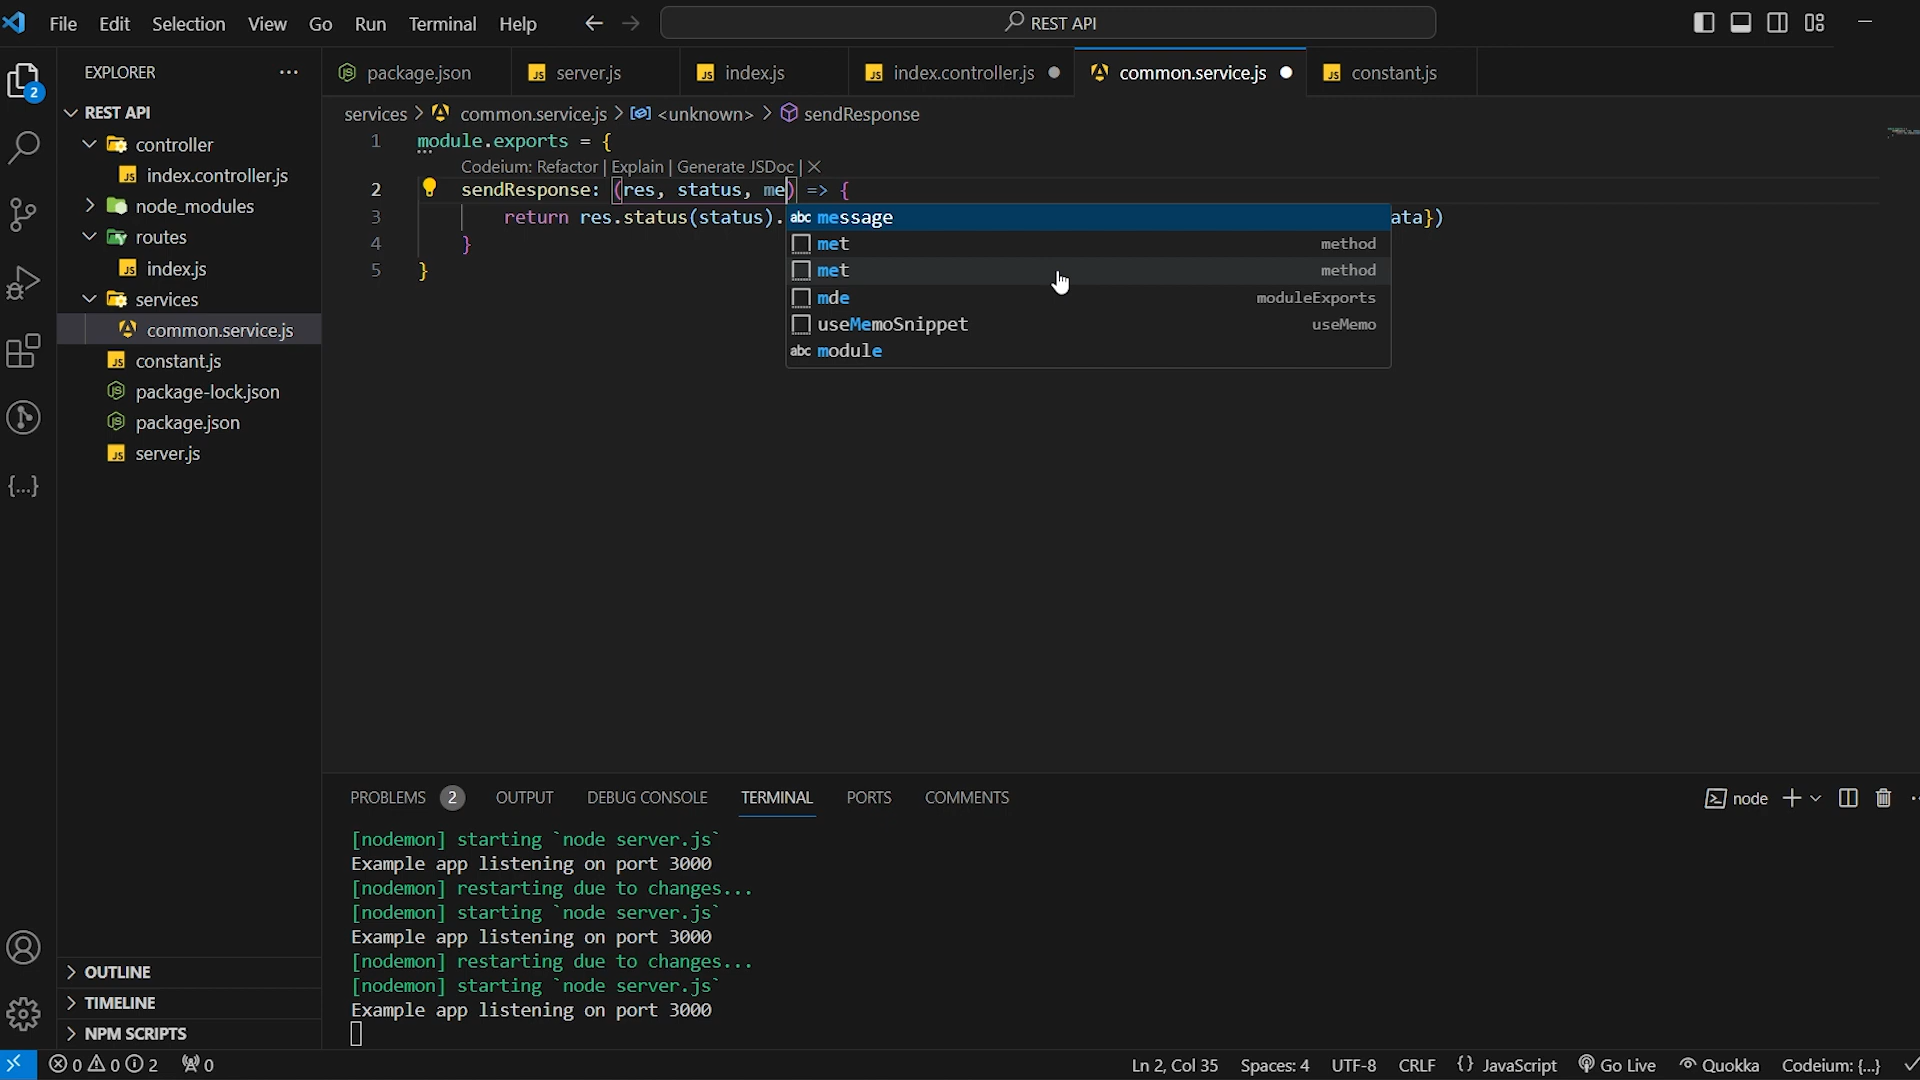 File Edit Selection View Go Run Terminal Help REST API
EXPLORER
package.json server.js index.js index.controller.js common.service.js constant.js
services > common.service.js > <unknown> > sendResponse
REST API
controller
index.controller.js
node_modules
routes
index.js
services
common.service.js
constant.js
package-lock.json
package.json
server.js
1 module.exports = {
Codeium: Refactor | Explain | Generate JSDoc | X
2 sendResponse: (res, status, me) => {
3 return res.status(status). ata})
4 }
5 }
abc message
met method
met method
mde moduleExports
useMemoSnippet useMemo
abc module
2
{...}
PROBLEMS 2 OUTPUT DEBUG CONSOLE TERMINAL PORTS COMMENTS node
[nodemon] starting `node server.js`
Example app listening on port 3000
[nodemon] restarting due to changes...
[nodemon] starting `node server.js`
Example app listening on port 3000
[nodemon] restarting due to changes...
[nodemon] starting `node server.js`
Example app listening on port 3000
OUTLINE
TIMELINE
NPM SCRIPTS
0 0 2 0 Ln 2, Col 35 Spaces: 4 UTF-8 CRLF {} JavaScript Go Live Quokka Codeium: {...}